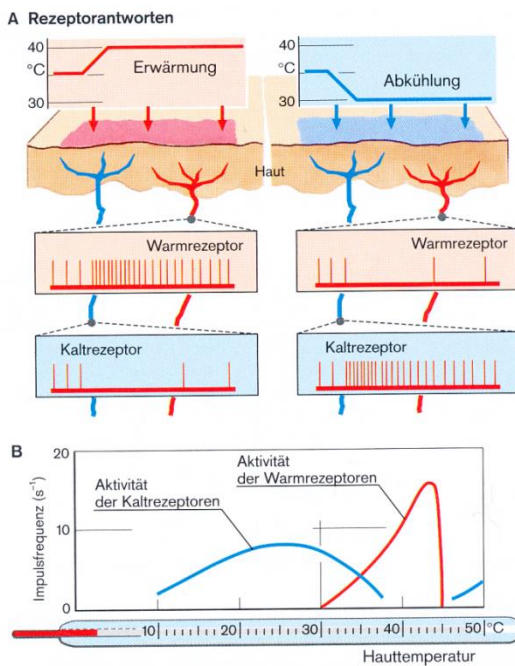 A Rezeptorantworten
40
°C
30
Erwärmung
40
°C
30
Abkühlung
Haut
Warmrezeptor
Warmrezeptor
Kaltrezeptor
Kaltrezeptor
B
20
10
0
Impulsfrequenz (s⁻¹)
Aktivität
der Kaltrezeptoren
Aktivität
der Warmrezeptoren
10 20 30 40 50 °C
Hauttemperatur